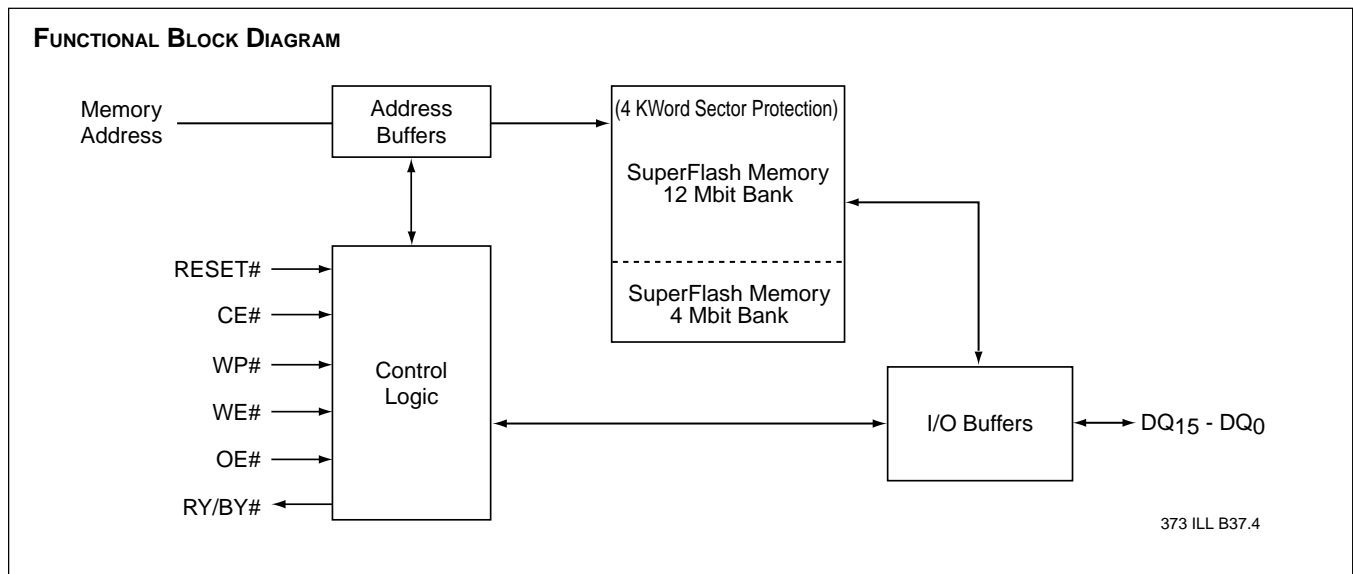 FUNCTIONAL BLOCK DIAGRAM
Memory
Address
Address
Buffers
(4 KWord Sector Protection)
SuperFlash Memory
12 Mbit Bank
SuperFlash Memory
4 Mbit Bank
RESET#
CE#
WP#
WE#
OE#
RY/BY#
Control
Logic
I/O Buffers
DQ15 - DQ0
373 ILL B37.4